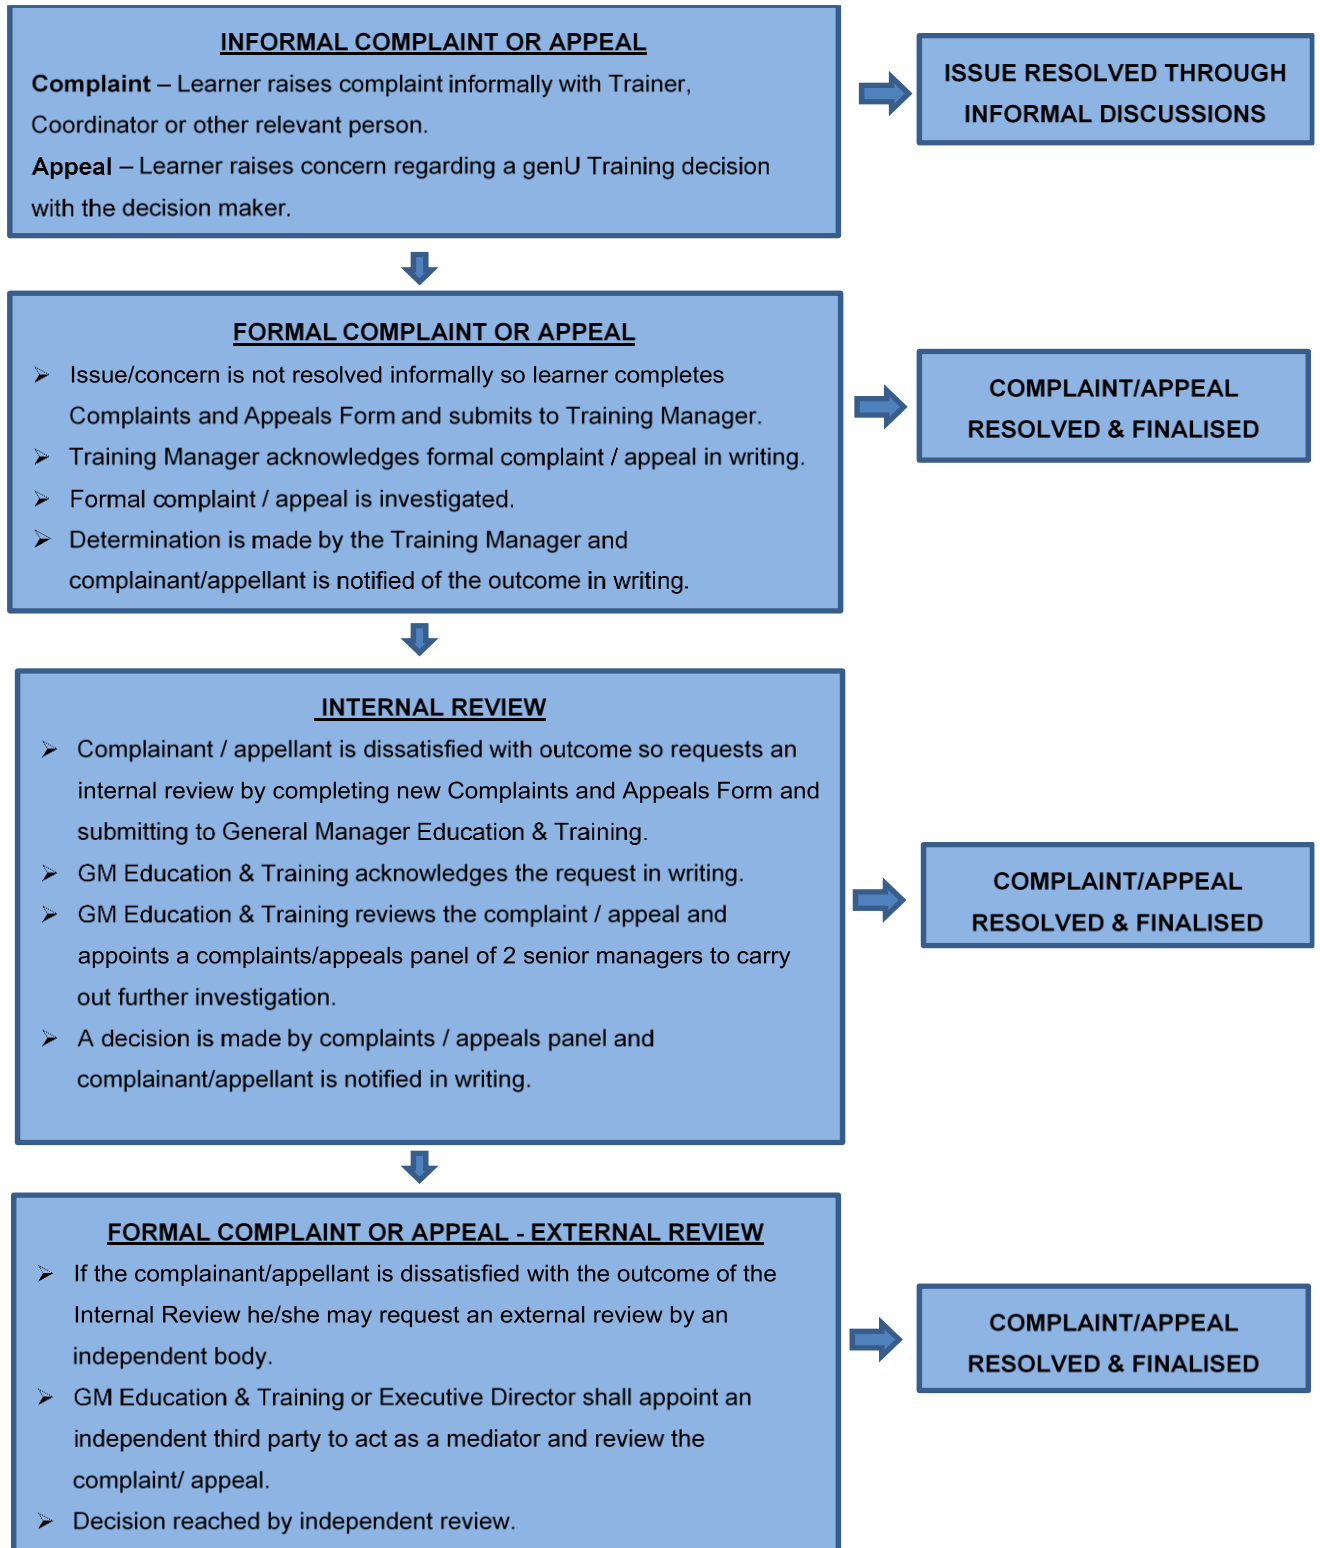 INFORMAL COMPLAINT OR APPEAL
Complaint – Learner raises complaint informally with Trainer,
Coordinator or other relevant person.
Appeal – Learner raises concern regarding a genU Training decision
with the decision maker.
ISSUE RESOLVED THROUGH
INFORMAL DISCUSSIONS
FORMAL COMPLAINT OR APPEAL
➢ Issue/concern is not resolved informally so learner completes
Complaints and Appeals Form and submits to Training Manager.
➢ Training Manager acknowledges formal complaint / appeal in writing.
➢ Formal complaint / appeal is investigated.
➢ Determination is made by the Training Manager and
complainant/appellant is notified of the outcome in writing.
COMPLAINT/APPEAL
RESOLVED & FINALISED
INTERNAL REVIEW
➢ Complainant / appellant is dissatisfied with outcome so requests an
internal review by completing new Complaints and Appeals Form and
submitting to General Manager Education & Training.
➢ GM Education & Training acknowledges the request in writing.
➢ GM Education & Training reviews the complaint / appeal and
appoints a complaints/appeals panel of 2 senior managers to carry
out further investigation.
➢ A decision is made by complaints / appeals panel and
complainant/appellant is notified in writing.
COMPLAINT/APPEAL
RESOLVED & FINALISED
FORMAL COMPLAINT OR APPEAL - EXTERNAL REVIEW
➢ If the complainant/appellant is dissatisfied with the outcome of the
Internal Review he/she may request an external review by an
independent body.
➢ GM Education & Training or Executive Director shall appoint an
independent third party to act as a mediator and review the
complaint/ appeal.
➢ Decision reached by independent review.
COMPLAINT/APPEAL
RESOLVED & FINALISED